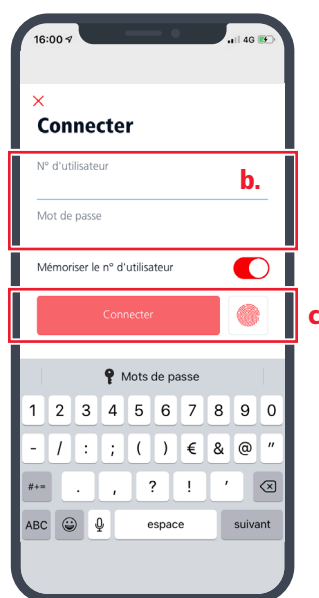 16:00
4G
Connecter
N° d'utilisateur
b.
Mot de passe
Mémoriser le n° d'utilisateur
Connecter
c
Mots de passe
1 2 3 4 5 6 7 8 9 0
- / : ; ( ) € & @ "
#+= . , ? ! '
ABC espace suivant